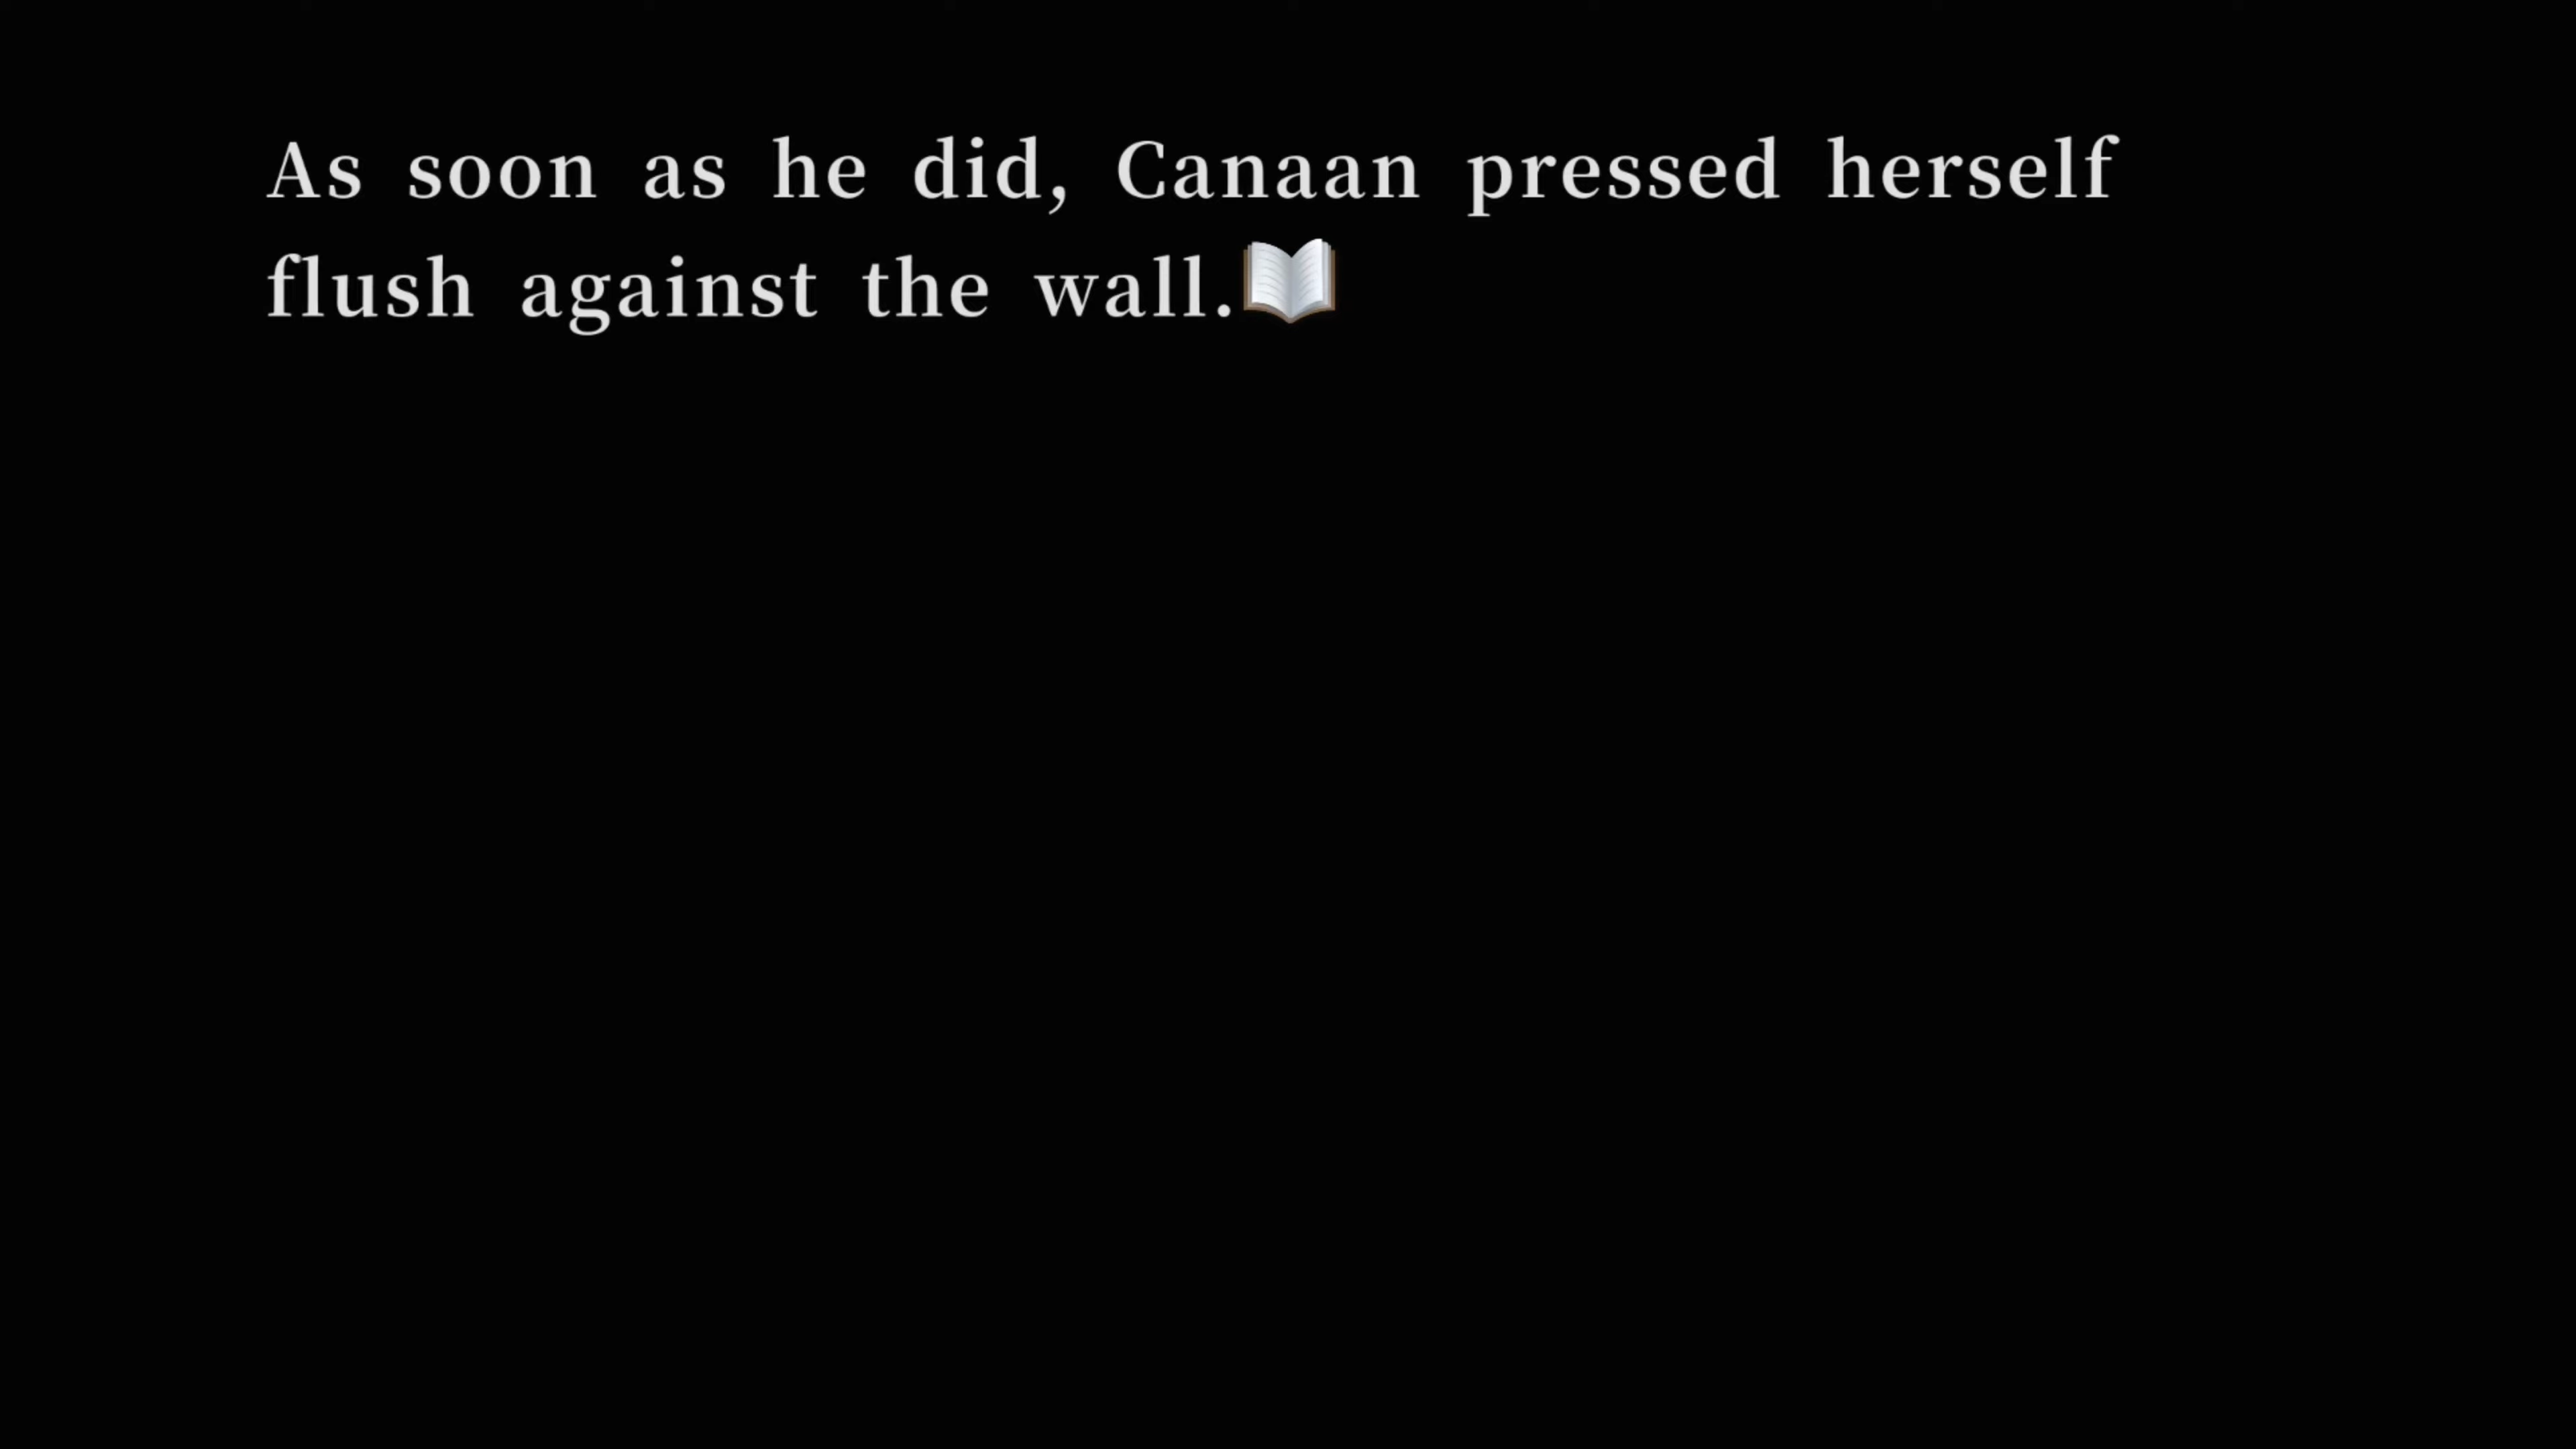 As soon as he did, Canaan pressed herself
flush against the wall.